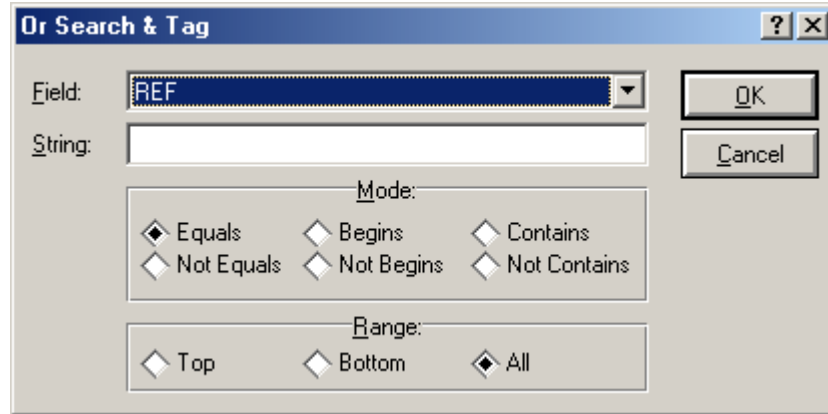 Or Search & Tag
Field: REF OK
String: Cancel
Mode:
Equals Begins Contains
Not Equals Not Begins Not Contains
Range:
Top Bottom All